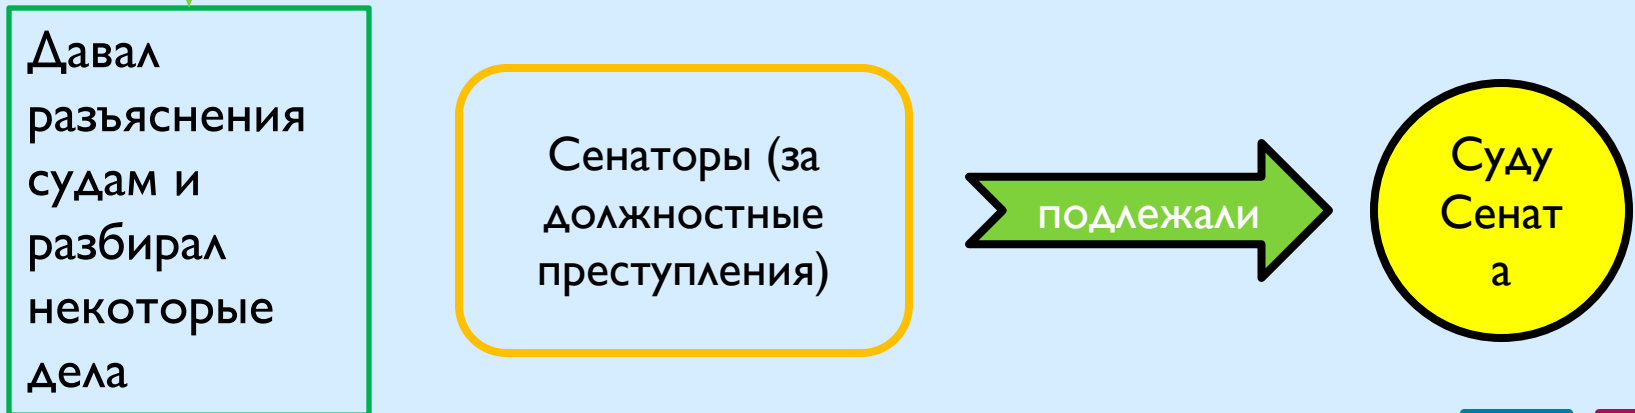 Давал
разъяснения
судам и
разбирал
некоторые
дела
Сенаторы (за
должностные
преступления)
подлежали
Суду
Сенат
а